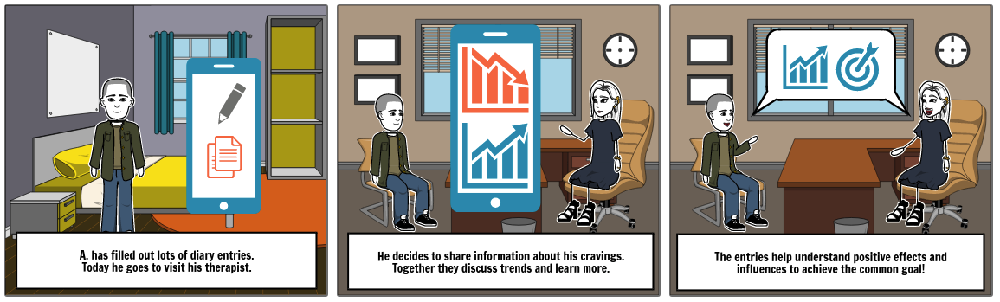 A. has filled out lots of diary entries.
Today he goes to visit his therapist.
He decides to share information about his cravings.
Together they discuss trends and learn more.
The entries help understand positive effects and
influences to achieve the common goal!